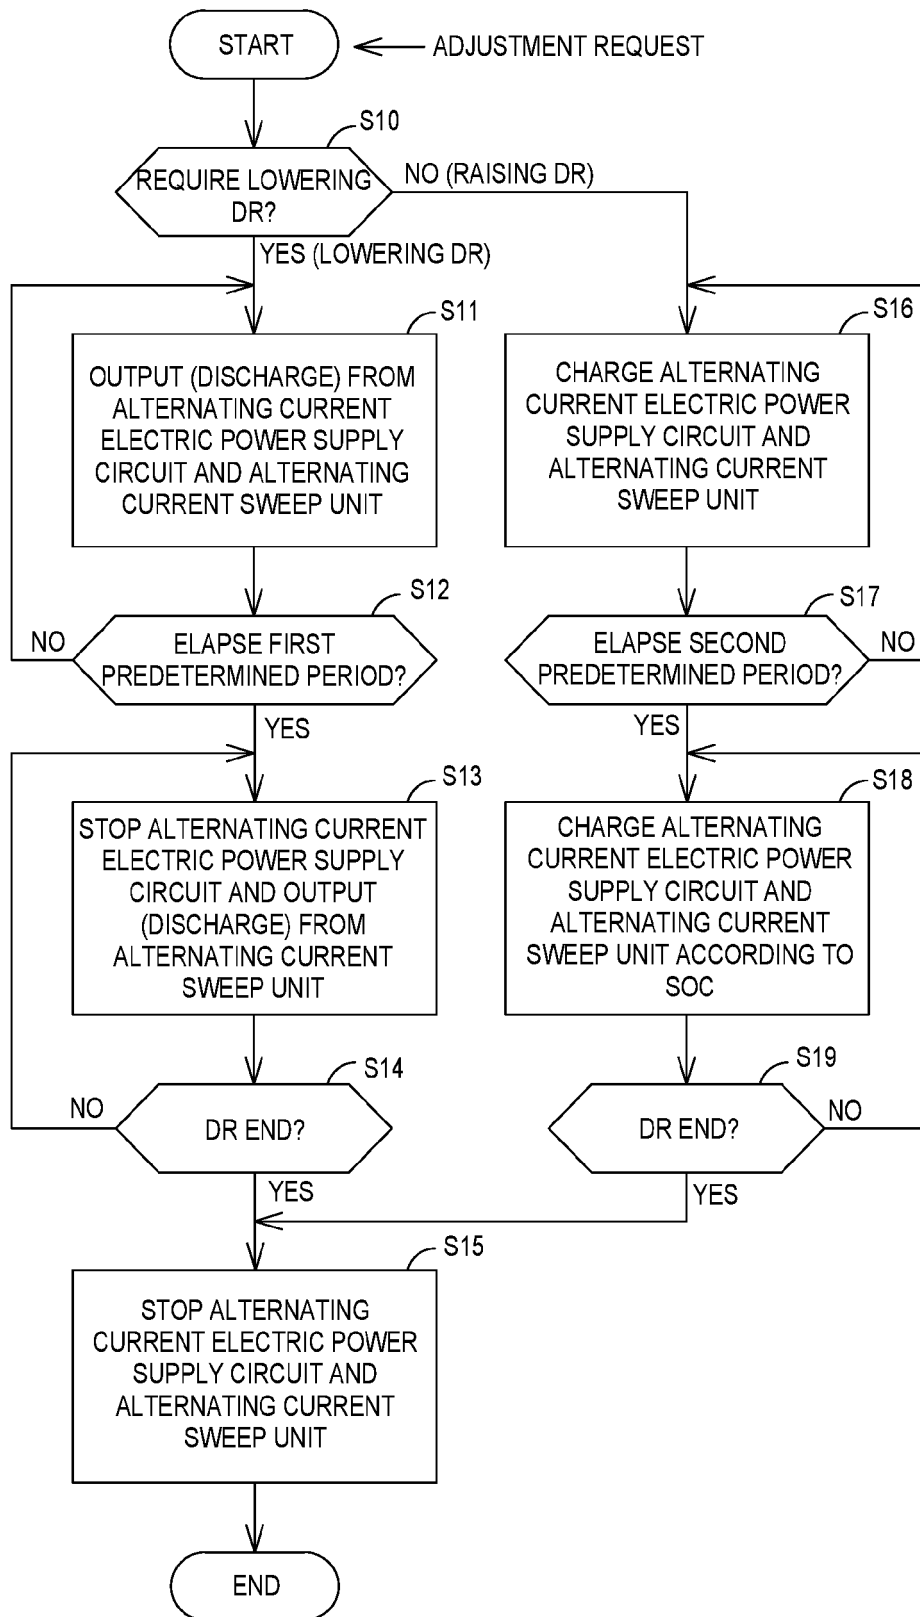 START
ADJUSTMENT REQUEST
S10
REQUIRE LOWERING
DR?
NO (RAISING DR)
YES (LOWERING DR)
S11
OUTPUT (DISCHARGE) FROM
ALTERNATING CURRENT
ELECTRIC POWER SUPPLY
CIRCUIT AND ALTERNATING
CURRENT SWEEP UNIT
S12
NO
ELAPSE FIRST
PREDETERMINED PERIOD?
YES
S13
STOP ALTERNATING CURRENT
ELECTRIC POWER SUPPLY
CIRCUIT AND OUTPUT
(DISCHARGE) FROM
ALTERNATING CURRENT
SWEEP UNIT
S14
NO
DR END?
YES
S16
CHARGE ALTERNATING
CURRENT ELECTRIC POWER
SUPPLY CIRCUIT AND
ALTERNATING CURRENT
SWEEP UNIT
S17
ELAPSE SECOND
PREDETERMINED PERIOD?
NO
YES
S18
CHARGE ALTERNATING
CURRENT ELECTRIC POWER
SUPPLY CIRCUIT AND
ALTERNATING CURRENT
SWEEP UNIT ACCORDING TO
SOC
S19
DR END?
NO
YES
S15
STOP ALTERNATING
CURRENT ELECTRIC POWER
SUPPLY CIRCUIT AND
ALTERNATING CURRENT
SWEEP UNIT
END